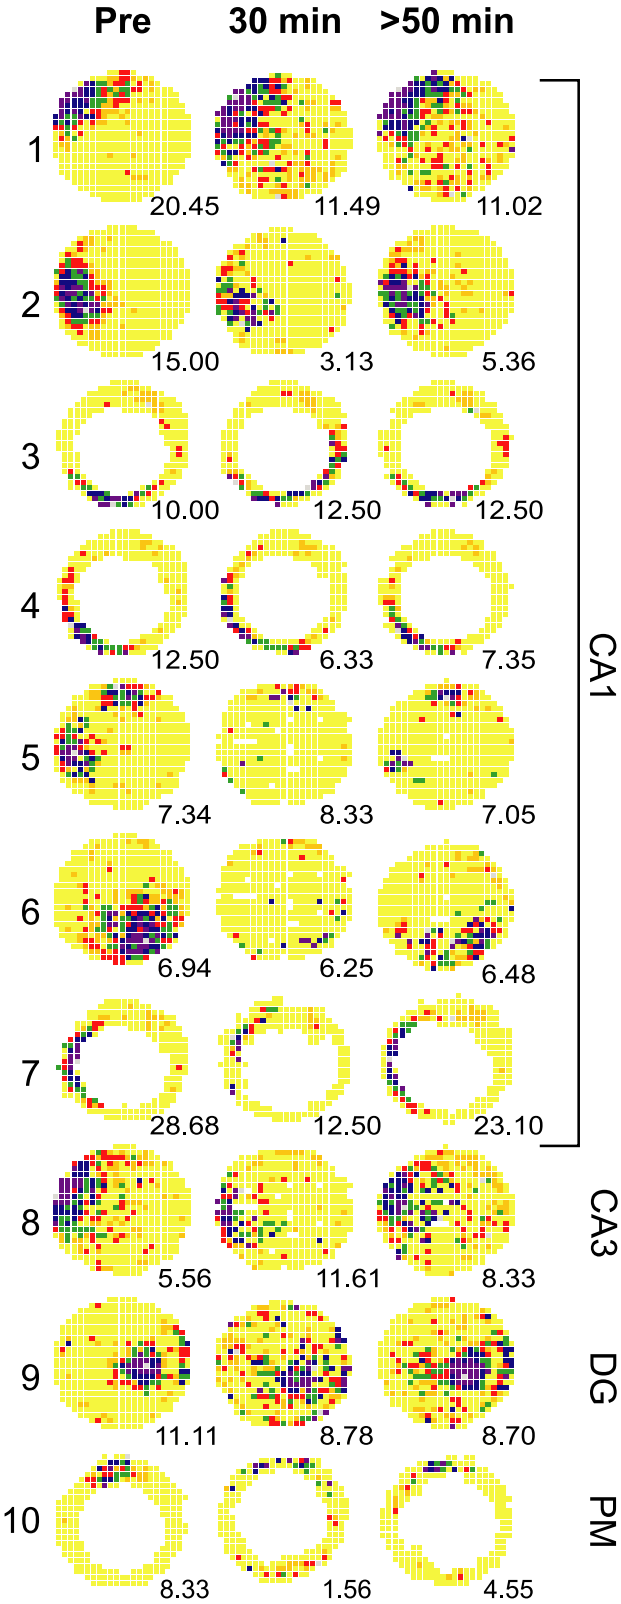 Pre 30 min >50 min
1
20.45 11.49 11.02
2
15.00 3.13 5.36
3
10.00 12.50 12.50
4
12.50 6.33 7.35
CA1
5
7.34 8.33 7.05
6
6.94 6.25 6.48
7
28.68 12.50 23.10
8
CA3
5.56 11.61 8.33
9
DG
11.11 8.78 8.70
10
PM
8.33 1.56 4.55